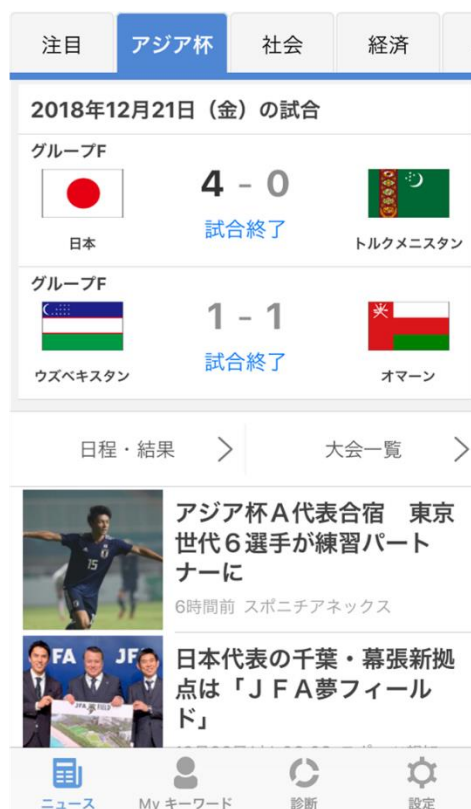 注目 アジア杯 社会 経済
2018年12月21日（金）の試合
グループF
4 - 0
試合終了
日本 トルクメニスタン
グループF
1 - 1
試合終了
ウズベキスタン オマーン
日程・結果 大会一覧
アジア杯A代表合宿 東京
世代6選手が練習パート
ナーに
6時間前 スポニチアネックス
15
日本代表の千葉・幕張新拠
点は「JFA夢フィール
ド」
ニュース Myキーワード 診断 設定